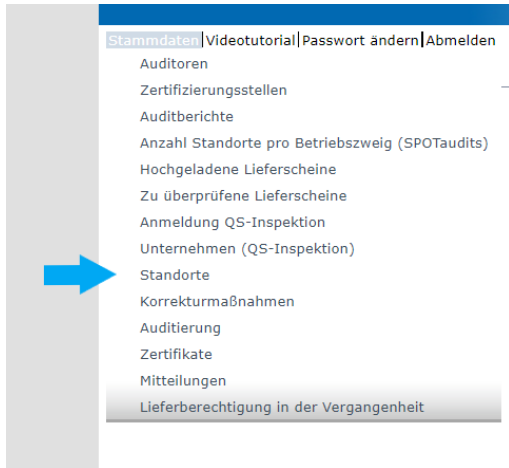 Stammdaten|Videotutorial|Passwort ändern|Abmelden
Auditoren
Zertifizierungsstellen
Auditberichte
Anzahl Standorte pro Betriebszweig (SPOTaudits)
Hochgeladene Lieferscheine
Zu überprüfene Lieferscheine
Anmeldung QS-Inspektion
Unternehmen (QS-Inspektion)
Standorte
Korrekturmaßnahmen
Auditierung
Zertifikate
Mitteilungen
Lieferberechtigung in der Vergangenheit